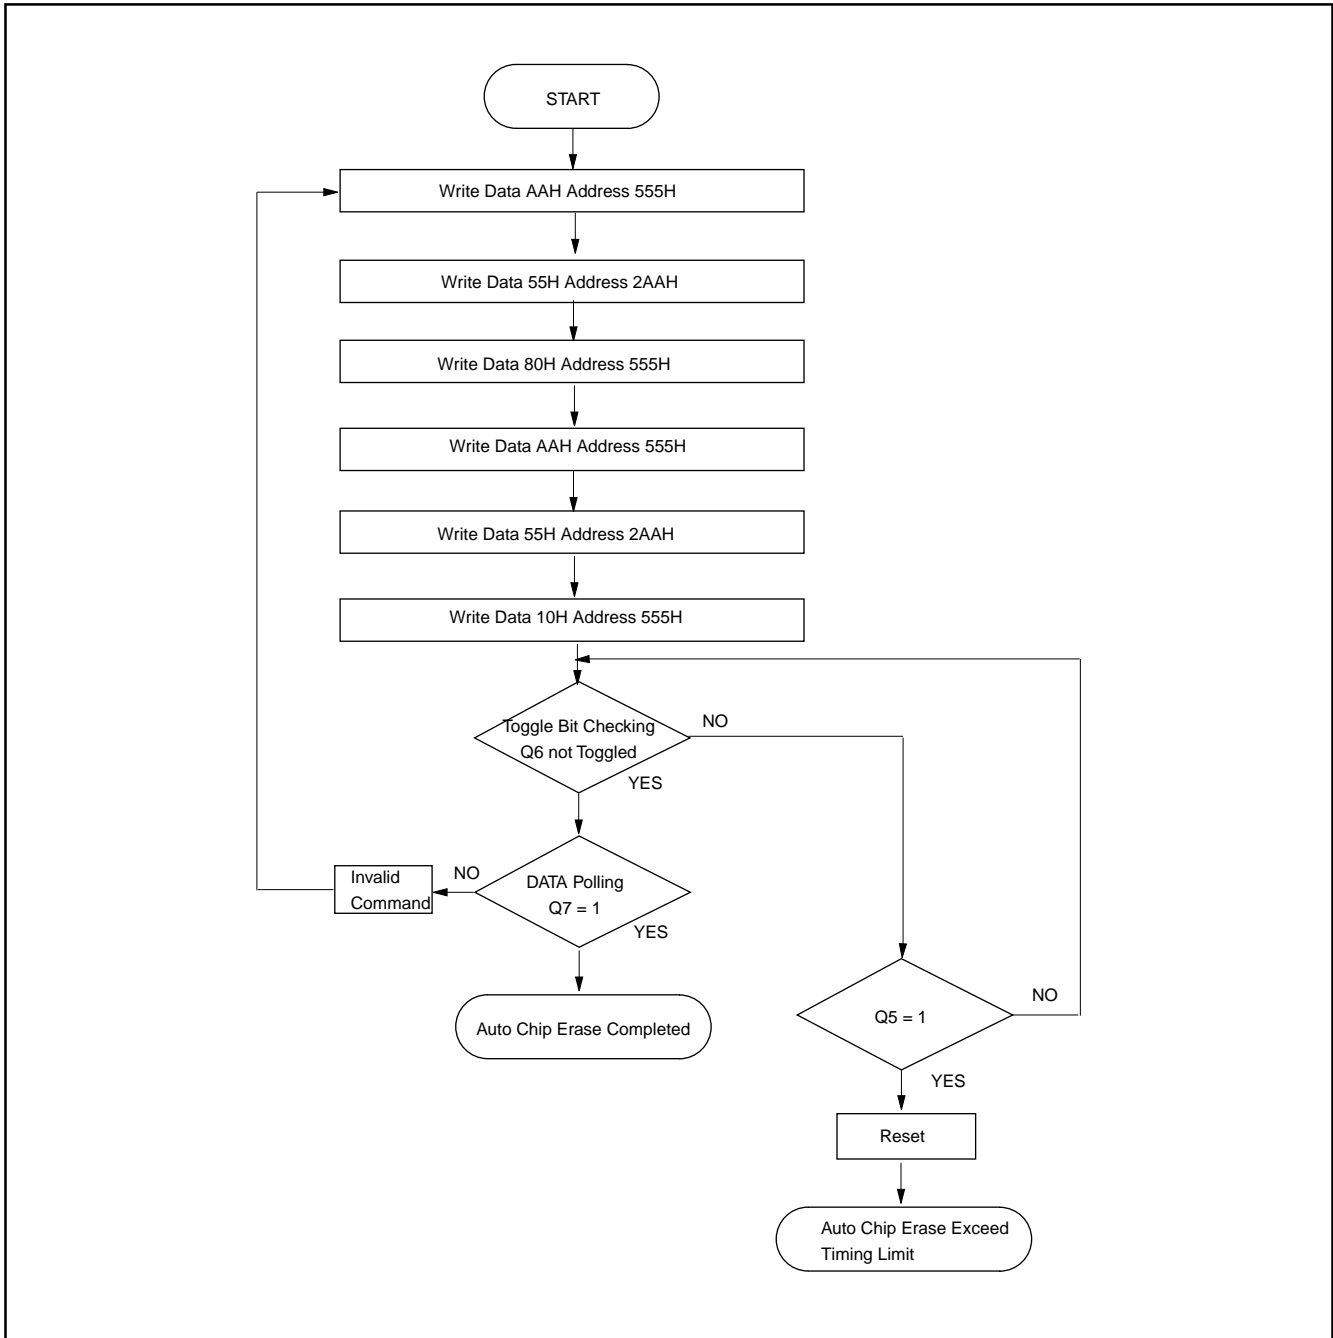 START
Write Data AAH Address 555H
Write Data 55H Address 2AAH
Write Data 80H Address 555H
Write Data AAH Address 555H
Write Data 55H Address 2AAH
Write Data 10H Address 555H
Toggle Bit Checking
Q6 not Toggled
NO
YES
Invalid
Command
NO
DATA Polling
Q7 = 1
YES
Auto Chip Erase Completed
Q5 = 1
NO
YES
Reset
Auto Chip Erase Exceed
Timing Limit